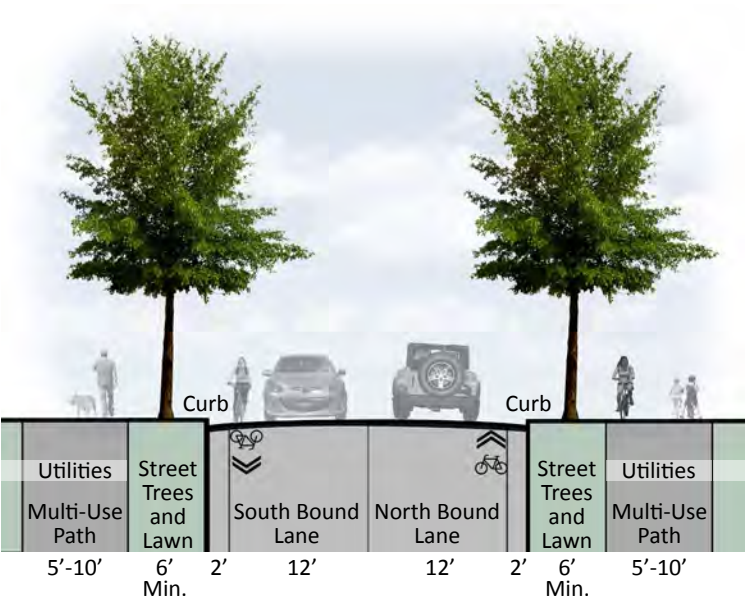 Curb
Curb
Utilities
Multi-Use
Path
Street
Trees
and
Lawn
South Bound
Lane
North Bound
Lane
Street
Trees
and
Lawn
Utilities
Multi-Use
Path
5’-10’
6’
Min.
2’
12’
12’
2’
6’
Min.
5’-10’